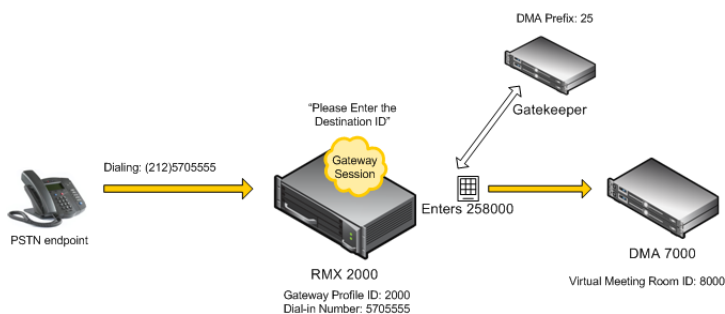 DMA Prefix: 25
Gatekeeper
"Please Enter the
Destination ID"
Gateway
Session
Dialing: (212)5705555
PSTN endpoint
Enters 258000
RMX 2000
Gateway Profile ID: 2000
Dial-in Number: 5705555
DMA 7000
Virtual Meeting Room ID: 8000